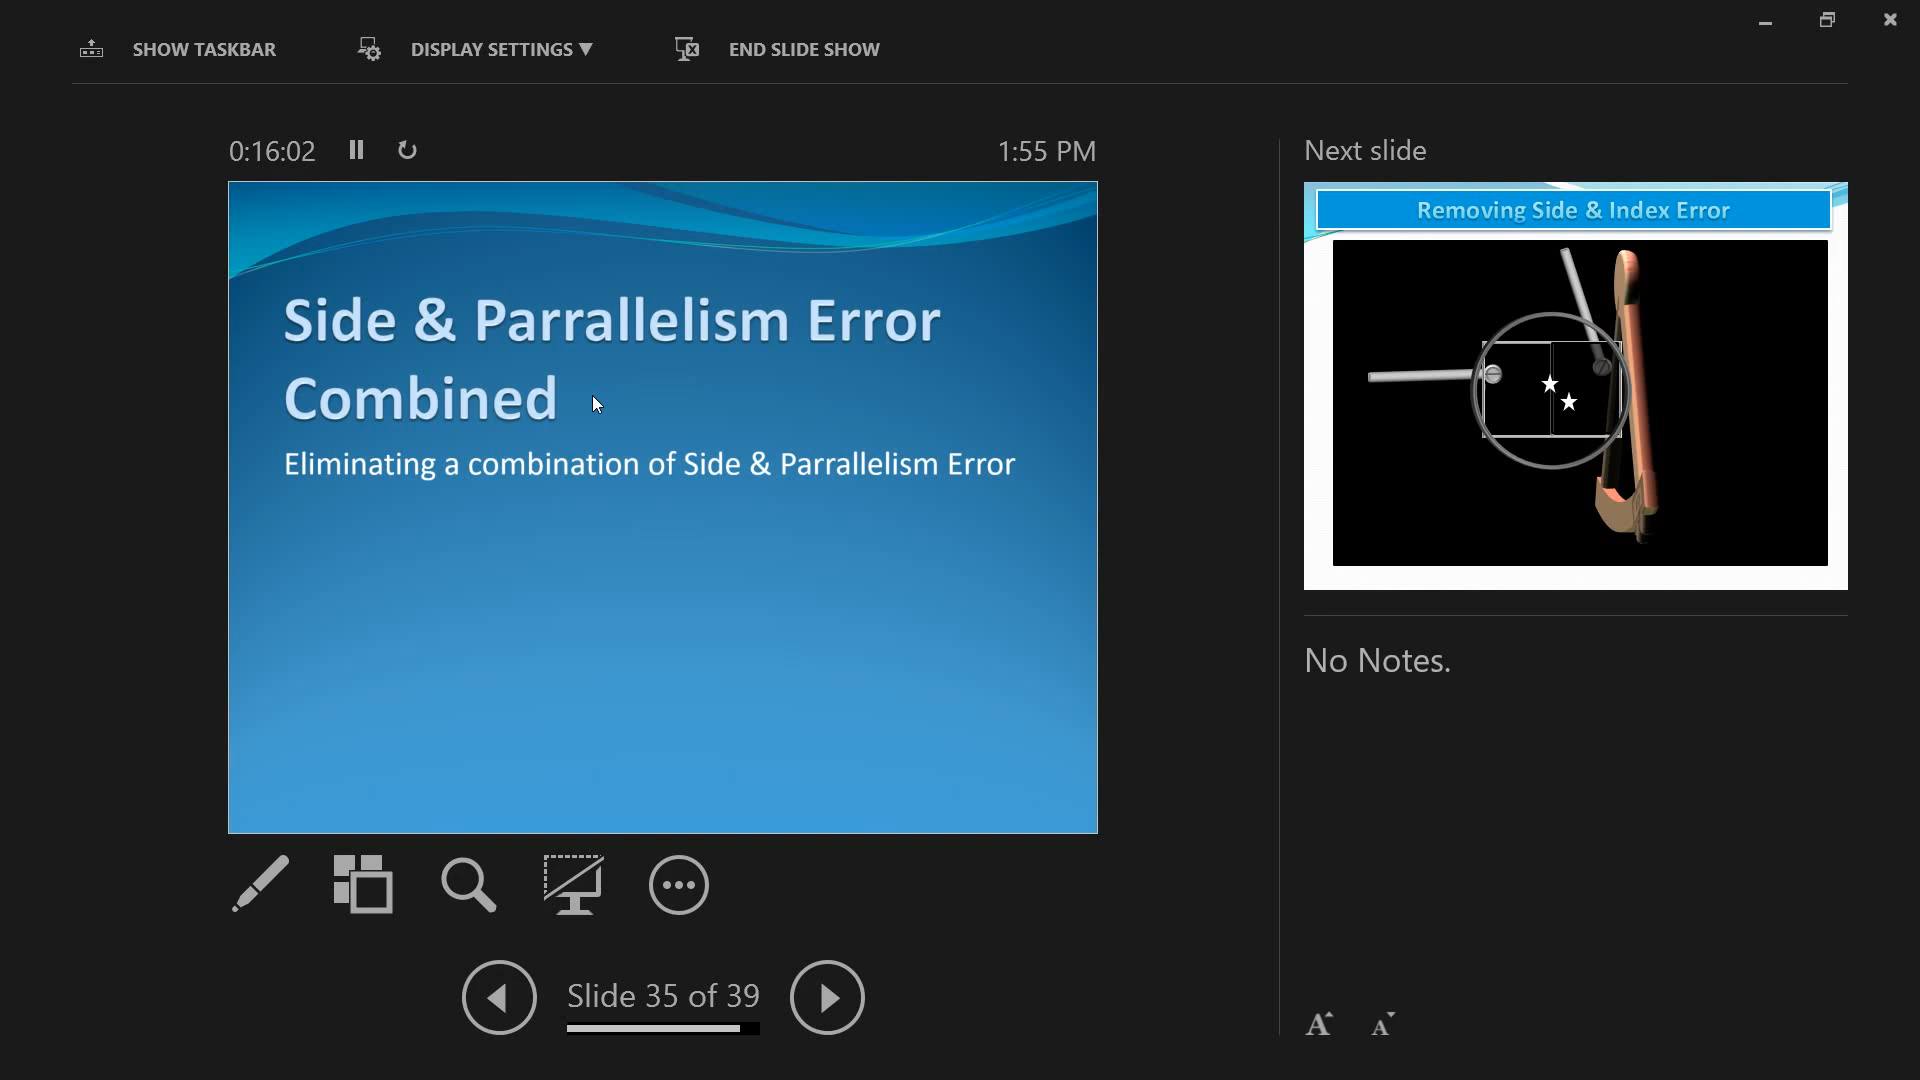 SHOW TASKBAR
DISPLAY SETTINGS ▼
END SLIDE SHOW
0:16:02
1:55 PM
Side & Parrallelism Error
Combined
Eliminating a combination of Side & Parrallelism Error
Slide 35 of 39
Next slide
Removing Side & Index Error
No Notes.
A
A